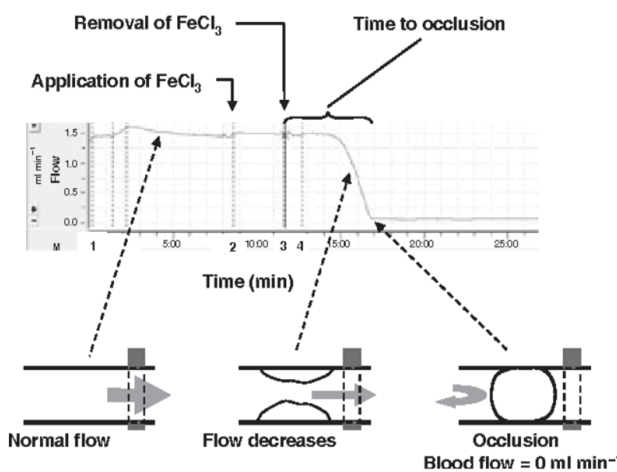 Removal of FeCl3
Time to occlusion
Application of FeCl3
ml min−1
Flow
1.5
1.0
0.5
0.0
M 1 5:00 2 10:00 3 4 15:00 20:00 25:00
Time (min)
Normal flow
Flow decreases
Occlusion
Blood flow = 0 ml min−